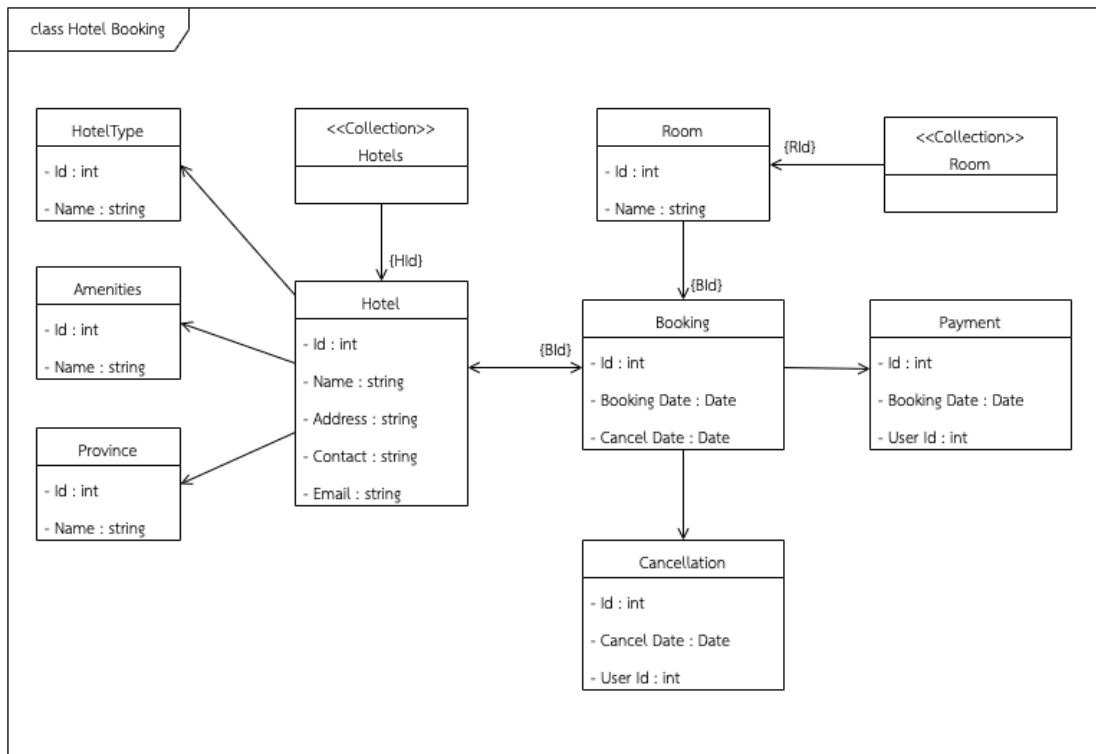 class Hotel Booking
HotelType
- Id : int
- Name : string
<<Collection>>
Hotels
Room
- Id : int
- Name : string
{RId}
<<Collection>>
Room
{HId}
{BId}
Amenities
- Id : int
- Name : string
Hotel
- Id : int
- Name : string
- Address : string
- Contact : string
- Email : string
{BId}
Booking
- Id : int
- Booking Date : Date
- Cancel Date : Date
Payment
- Id : int
- Booking Date : Date
- User Id : int
Province
- Id : int
- Name : string
Cancellation
- Id : int
- Cancel Date : Date
- User Id : int